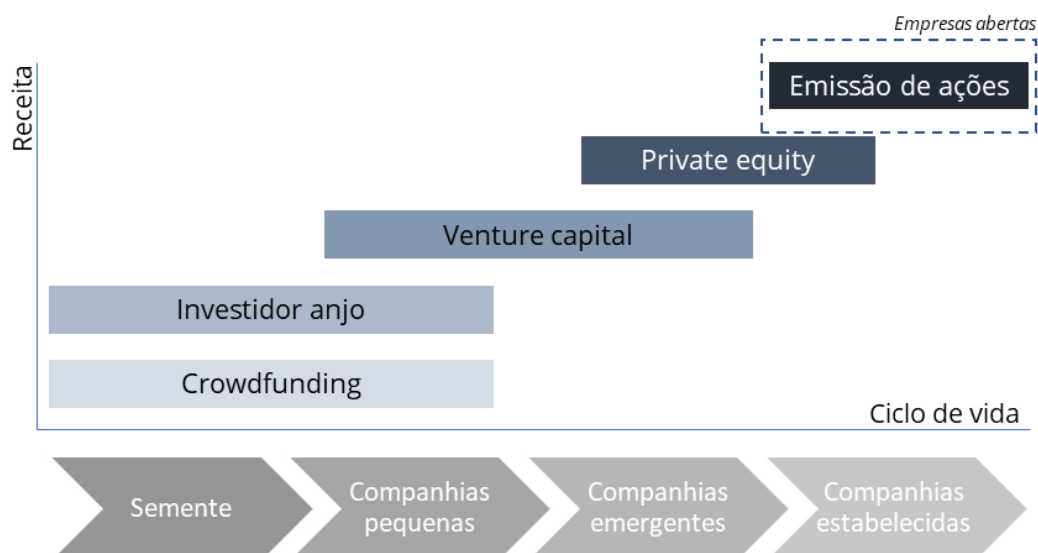 Empresas abertas
Receita
Emissão de ações
Private equity
Venture capital
Investidor anjo
Crowdfunding
Ciclo de vida
Semente
Companhias
pequenas
Companhias
emergentes
Companhias
estabelecidas